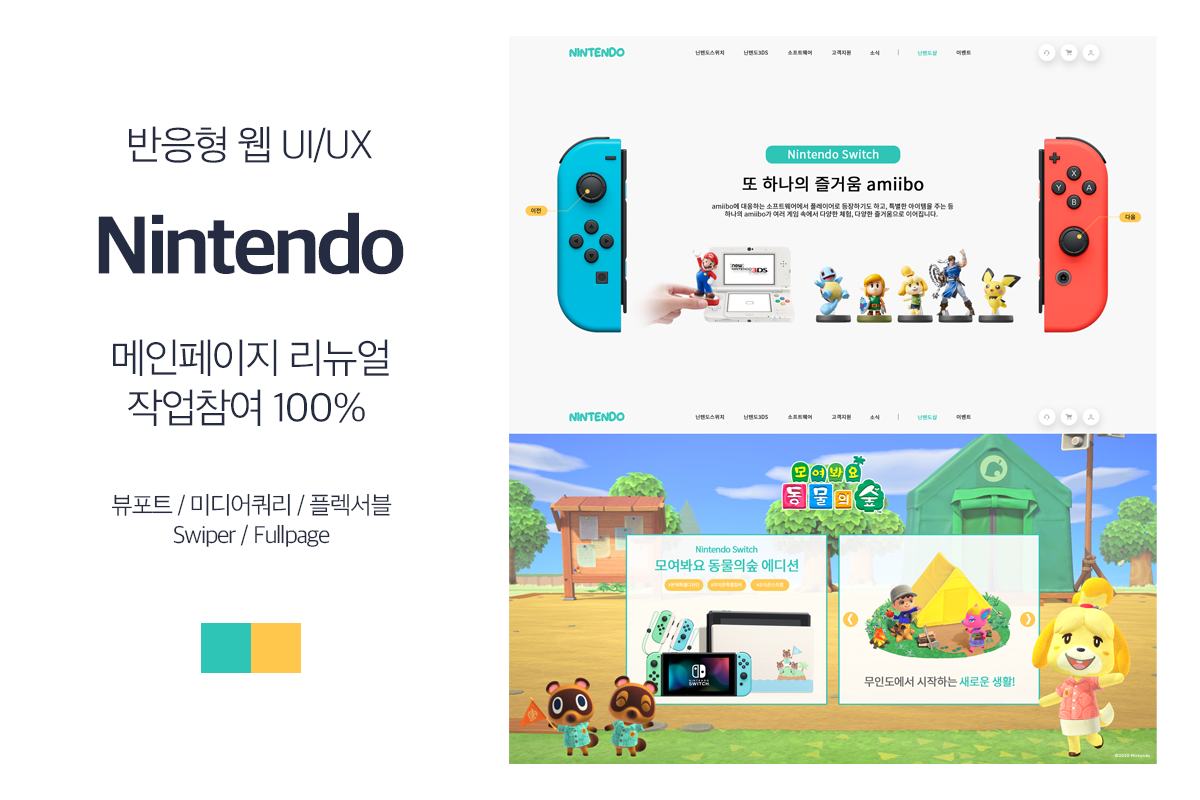 반응형 웹 UI/UX
Nintendo
메인페이지 리뉴얼
작업참여 100%
뷰포트 / 미디어쿼리 / 플렉서블
Swiper / Fullpage
NINTENDO 닌텐도스위치 닌텐도3DS 소프트웨어 고객지원 소식 | 닌텐도샵 이벤트
Nintendo Switch
또 하나의 즐거움 amiibo
amiibo에 대응하는 소프트웨어에서 플레이어로 등장하기도 하고, 특별한 아이템을 주는 등
하나의 amiibo가 여러 게임 속에서 다양한 체험, 다양한 즐거움으로 이어집니다.
이전
다음
X
Y A
B
new
NINTENDO3DS
NINTENDO 닌텐도스위치 닌텐도3DS 소프트웨어 고객지원 소식 | 닌텐도샵 이벤트
모여봐요
동물의숲
Nintendo Switch
모여봐요 동물의숲 에디션
NINTENDO
SWITCH
무인도에서 시작하는 새로운 생활!
©2020 Nintendo